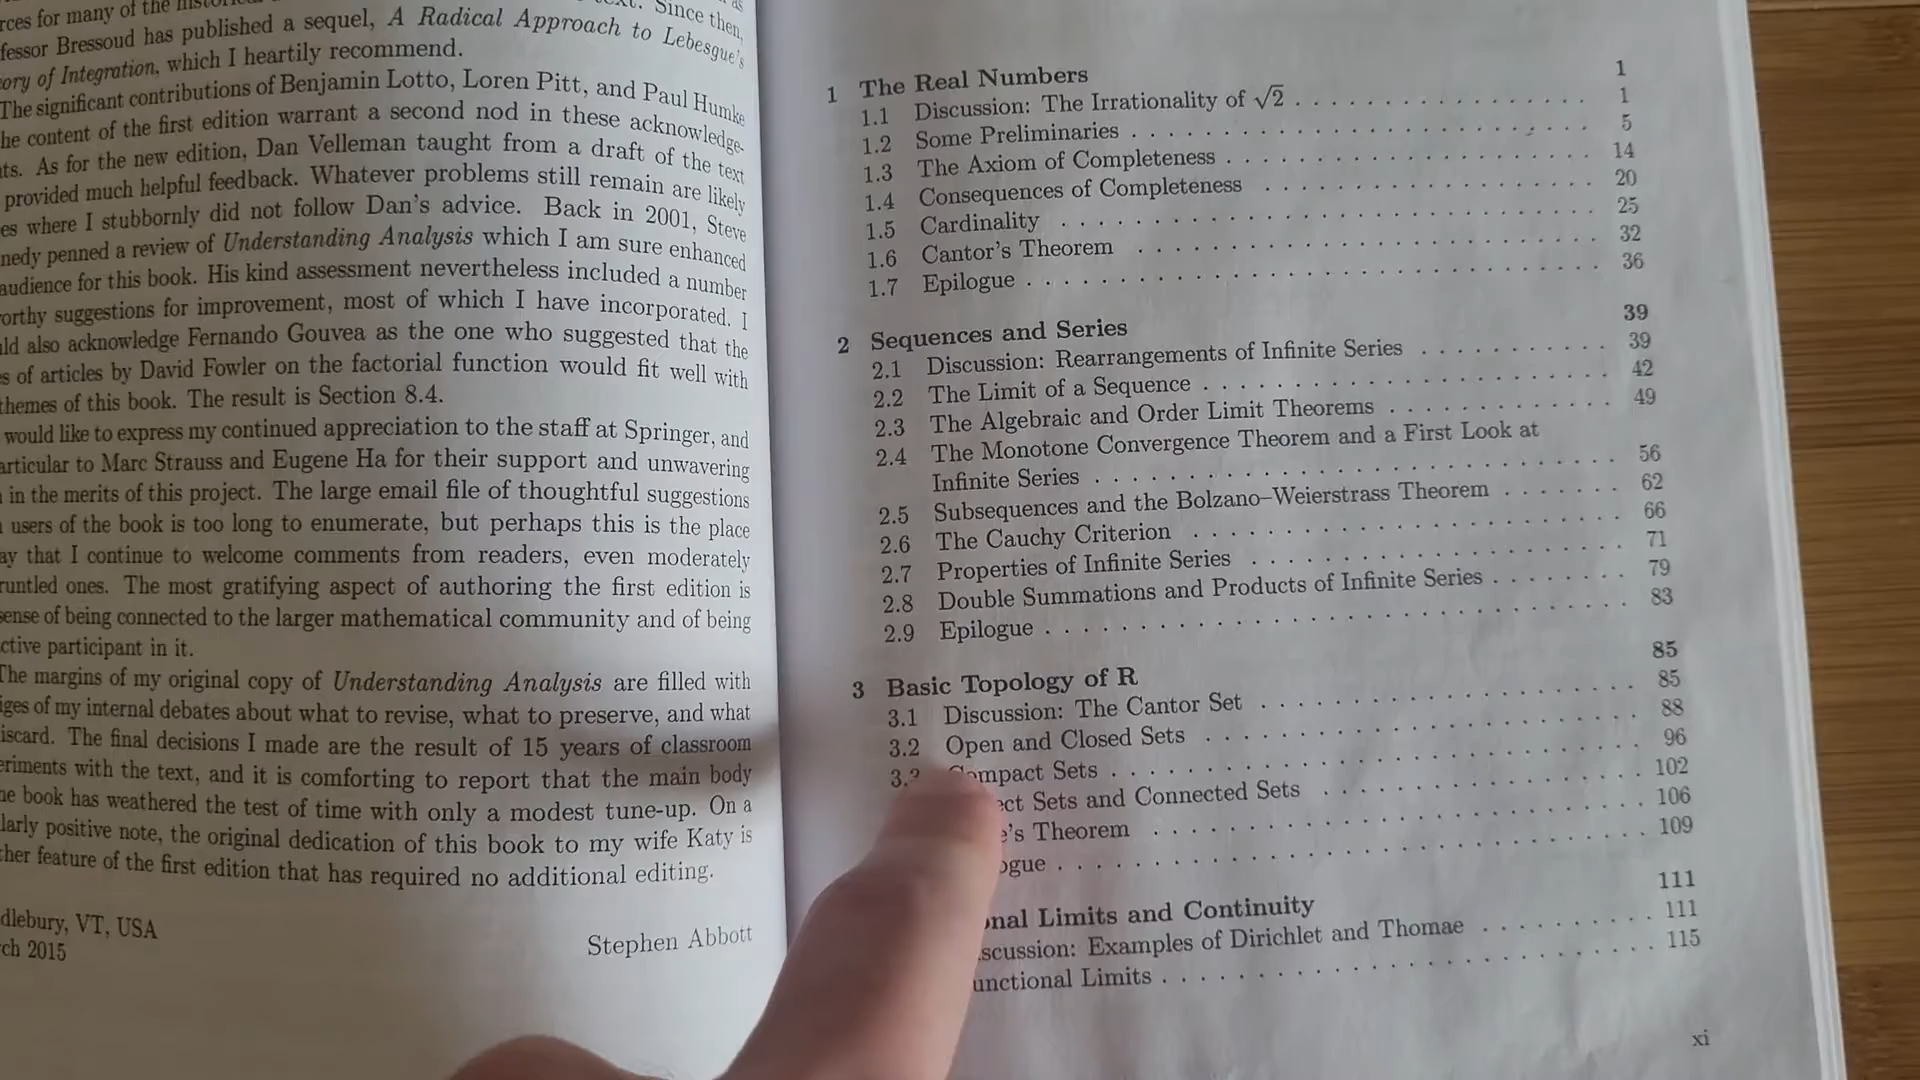 text. Since then,
fessor Bressoud has published a sequel, A Radical Approach to Lebesgue's
ory of Integration, which I heartily recommend.
The significant contributions of Benjamin Lotto, Loren Pitt, and Paul Humke
he content of the first edition warrant a second nod in these acknowledge-
nts. As for the new edition, Dan Velleman taught from a draft of the text
provided much helpful feedback. Whatever problems still remain are likely
es where I stubbornly did not follow Dan's advice. Back in 2001, Steve
nedy penned a review of Understanding Analysis which I am sure enhanced
audience for this book. His kind assessment nevertheless included a number
orthy suggestions for improvement, most of which I have incorporated. I
ld also acknowledge Fernando Gouvea as the one who suggested that the
s of articles by David Fowler on the factorial function would fit well with
themes of this book. The result is Section 8.4.
would like to express my continued appreciation to the staff at Springer, and
articular to Marc Strauss and Eugene Ha for their support and unwavering
in the merits of this project. The large email file of thoughtful suggestions
users of the book is too long to enumerate, but perhaps this is the place
ay that I continue to welcome comments from readers, even moderately
runtled ones. The most gratifying aspect of authoring the first edition is
sense of being connected to the larger mathematical community and of being
ctive participant in it.
The margins of my original copy of Understanding Analysis are filled with
iges of my internal debates about what to revise, what to preserve, and what
iscard. The final decisions I made are the result of 15 years of classroom
eriments with the text, and it is comforting to report that the main body
he book has weathered the test of time with only a modest tune-up. On a
larly positive note, the original dedication of this book to my wife Katy is
ther feature of the first edition that has required no additional editing.
dlebury, VT, USA
rch 2015
Stephen Abbott
1 The Real Numbers 1
1.1 Discussion: The Irrationality of √2 . . . . . . . . . . . . . . . . 1
1.2 Some Preliminaries . . . . . . . . . . . . . . . . . . . . . . . 5
1.3 The Axiom of Completeness . . . . . . . . . . . . . . . . . . . 14
1.4 Consequences of Completeness . . . . . . . . . . . . . . . . . . 20
1.5 Cardinality . . . . . . . . . . . . . . . . . . . . . . . . . . . 25
1.6 Cantor's Theorem . . . . . . . . . . . . . . . . . . . . . . . . 32
1.7 Epilogue . . . . . . . . . . . . . . . . . . . . . . . . . . . . 36
2 Sequences and Series 39
2.1 Discussion: Rearrangements of Infinite Series . . . . . . . . . . 39
2.2 The Limit of a Sequence . . . . . . . . . . . . . . . . . . . . 42
2.3 The Algebraic and Order Limit Theorems . . . . . . . . . . . . 49
2.4 The Monotone Convergence Theorem and a First Look at
Infinite Series . . . . . . . . . . . . . . . . . . . . . . . . . 56
2.5 Subsequences and the Bolzano–Weierstrass Theorem . . . . . . . 62
2.6 The Cauchy Criterion . . . . . . . . . . . . . . . . . . . . . . 66
2.7 Properties of Infinite Series . . . . . . . . . . . . . . . . . . 71
2.8 Double Summations and Products of Infinite Series . . . . . . . 79
2.9 Epilogue . . . . . . . . . . . . . . . . . . . . . . . . . . . . 83
3 Basic Topology of R 85
3.1 Discussion: The Cantor Set . . . . . . . . . . . . . . . . . . . 85
3.2 Open and Closed Sets . . . . . . . . . . . . . . . . . . . . . . 88
3.3 Compact Sets . . . . . . . . . . . . . . . . . . . . . . . . . . 96
ect Sets and Connected Sets . . . . . . . . . . . . . . . . 102
e's Theorem . . . . . . . . . . . . . . . . . . . . . . . . 106
ogue . . . . . . . . . . . . . . . . . . . . . . . . . . . . 109
onal Limits and Continuity 111
scussion: Examples of Dirichlet and Thomae . . . . . . . . . 111
unctional Limits . . . . . . . . . . . . . . . . . . . . . . . 115
xi